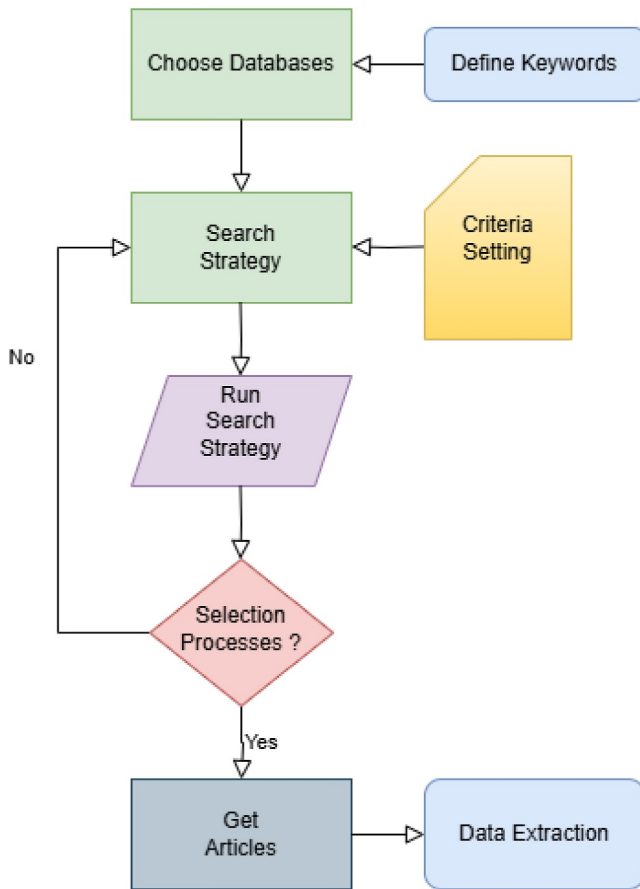 Choose Databases
Define Keywords
Search
Strategy
Criteria
Setting
No
Run
Search
Strategy
Selection
Processes ?
Yes
Get
Articles
Data Extraction